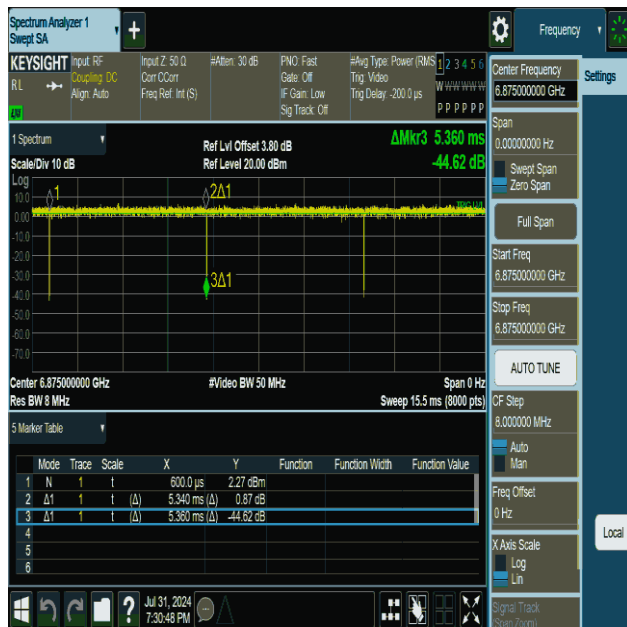 Spectrum Analyzer 1
Swept SA
Frequency
KEYSIGHT
RL
Input: RF
Coupling: DC
Align: Auto
Input Z: 50 Ω
Corr CCorr
Freq Ref: Int (S)
#Atten: 30 dB
PNO: Fast
Gate: Off
IF Gain: Low
Sig Track: Off
#Avg Type: Power (RMS
Trig: Video
Trig Delay: -200.0 µs
1 2 3 4 5 6
W W W W W W
P P P P P P
Settings
Center Frequency
6.875000000 GHz
Span
0.00000000 Hz
Swept Span
Zero Span
Full Span
Start Freq
6.875000000 GHz
Stop Freq
6.875000000 GHz
AUTO TUNE
CF Step
8.000000 MHz
Auto
Man
Freq Offset
0 Hz
X Axis Scale
Log
Lin
Signal Track
(Span Zoom)
Local
1 Spectrum
Scale/Div 10 dB
Ref Lvl Offset 3.80 dB
Ref Level 20.00 dBm
ΔMkr3 5.360 ms
-44.62 dB
Log
10.0
0.00
-10.0
-20.0
-30.0
-40.0
-50.0
-60.0
-70.0
1
2Δ1
3Δ1
TRIG LVL
Center 6.875000000 GHz
#Video BW 50 MHz
Span 0 Hz
Res BW 8 MHz
Sweep 15.5 ms (8000 pts)
5 Marker Table
Mode Trace Scale X Y Function Function Width Function Value
1 N 1 t 600.0 µs 2.27 dBm
2 Δ1 1 t (Δ) 5.340 ms (Δ) 0.87 dB
3 Δ1 1 t (Δ) 5.360 ms (Δ) -44.62 dB
4
5
6
?
Jul 31, 2024
7:30:48 PM